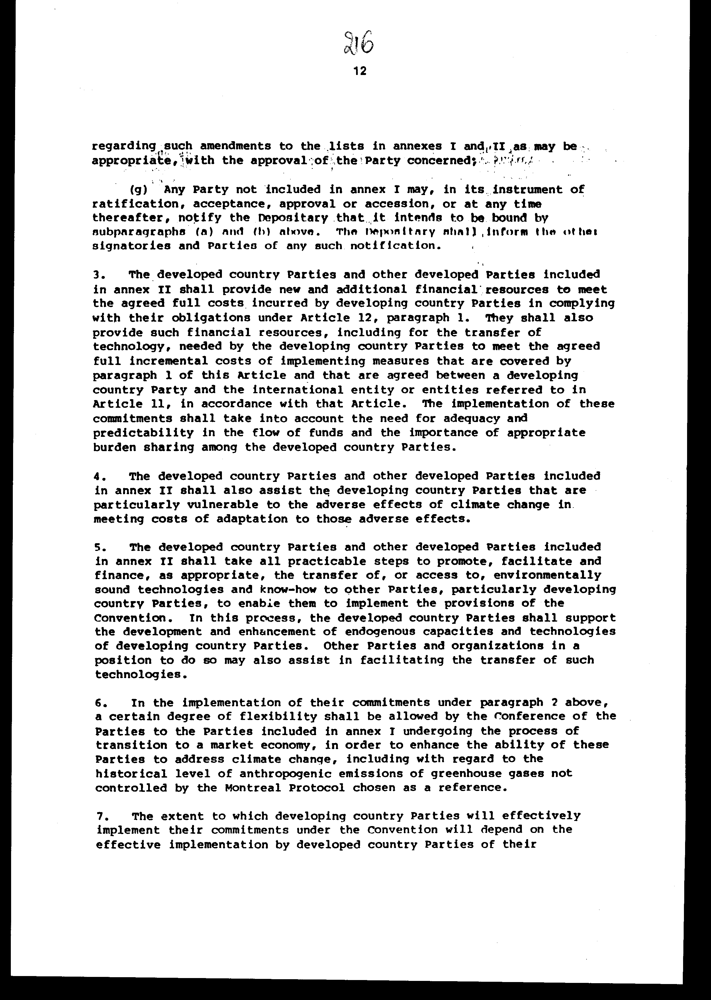 216
12
regarding such amendments to the lists in annexes I and II as may be
appropriate, with the approval of the Party concerned;
(g) Any Party not included in annex I may, in its instrument of
ratification, acceptance, approval or accession, or at any time
thereafter, notify the Depositary that it intends to be bound by
subparagraphs (a) and (b) above. The Depositary shall inform the other
signatories and Parties of any such notification.
3. The developed country Parties and other developed Parties included
in annex II shall provide new and additional financial resources to meet
the agreed full costs incurred by developing country Parties in complying
with their obligations under Article 12, paragraph 1. They shall also
provide such financial resources, including for the transfer of
technology, needed by the developing country Parties to meet the agreed
full incremental costs of implementing measures that are covered by
paragraph 1 of this Article and that are agreed between a developing
country Party and the international entity or entities referred to in
Article 11, in accordance with that Article. The implementation of these
commitments shall take into account the need for adequacy and
predictability in the flow of funds and the importance of appropriate
burden sharing among the developed country Parties.
4. The developed country Parties and other developed Parties included
in annex II shall also assist the developing country Parties that are
particularly vulnerable to the adverse effects of climate change in
meeting costs of adaptation to those adverse effects.
5. The developed country Parties and other developed Parties included
in annex II shall take all practicable steps to promote, facilitate and
finance, as appropriate, the transfer of, or access to, environmentally
sound technologies and know-how to other Parties, particularly developing
country Parties, to enable them to implement the provisions of the
Convention. In this process, the developed country Parties shall support
the development and enhancement of endogenous capacities and technologies
of developing country Parties. Other Parties and organizations in a
position to do so may also assist in facilitating the transfer of such
technologies.
6. In the implementation of their commitments under paragraph 2 above,
a certain degree of flexibility shall be allowed by the Conference of the
Parties to the Parties included in annex I undergoing the process of
transition to a market economy, in order to enhance the ability of these
Parties to address climate change, including with regard to the
historical level of anthropogenic emissions of greenhouse gases not
controlled by the Montreal Protocol chosen as a reference.
7. The extent to which developing country Parties will effectively
implement their commitments under the Convention will depend on the
effective implementation by developed country Parties of their